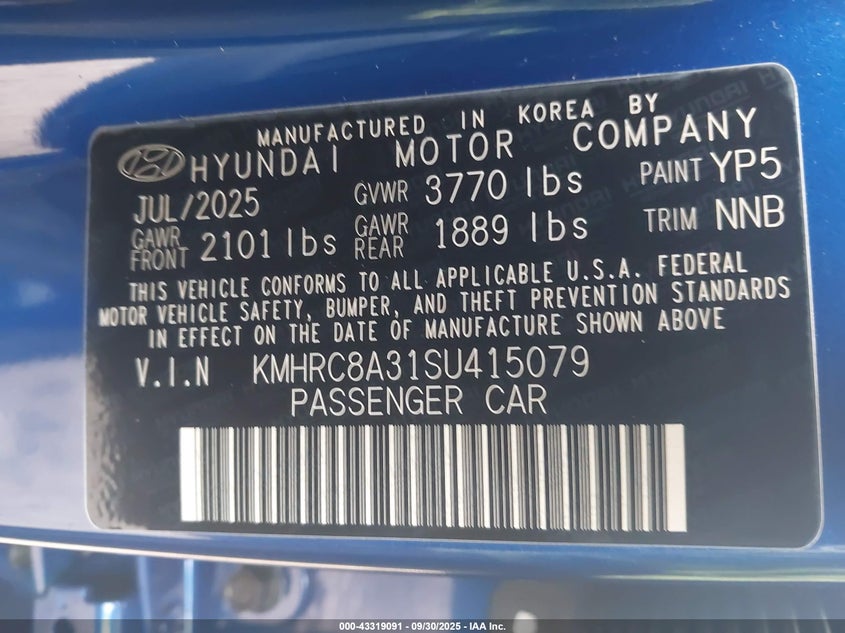 MANUFACTURED IN KOREA BY
HYUNDAI MOTOR COMPANY
JUL/2025 GVWR 3770 lbs PAINT YP5
GAWR FRONT 2101 lbs GAWR REAR 1889 lbs TRIM NNB
THIS VEHICLE CONFORMS TO ALL APPLICABLE U.S.A. FEDERAL
MOTOR VEHICLE SAFETY, BUMPER, AND THEFT PREVENTION STANDARDS
IN EFFECT ON THE DATE OF MANUFACTURE SHOWN ABOVE
V.I.N KMHRC8A31SU415079
PASSENGER CAR
000-43319091 - 09/30/2025 - IAA Inc.